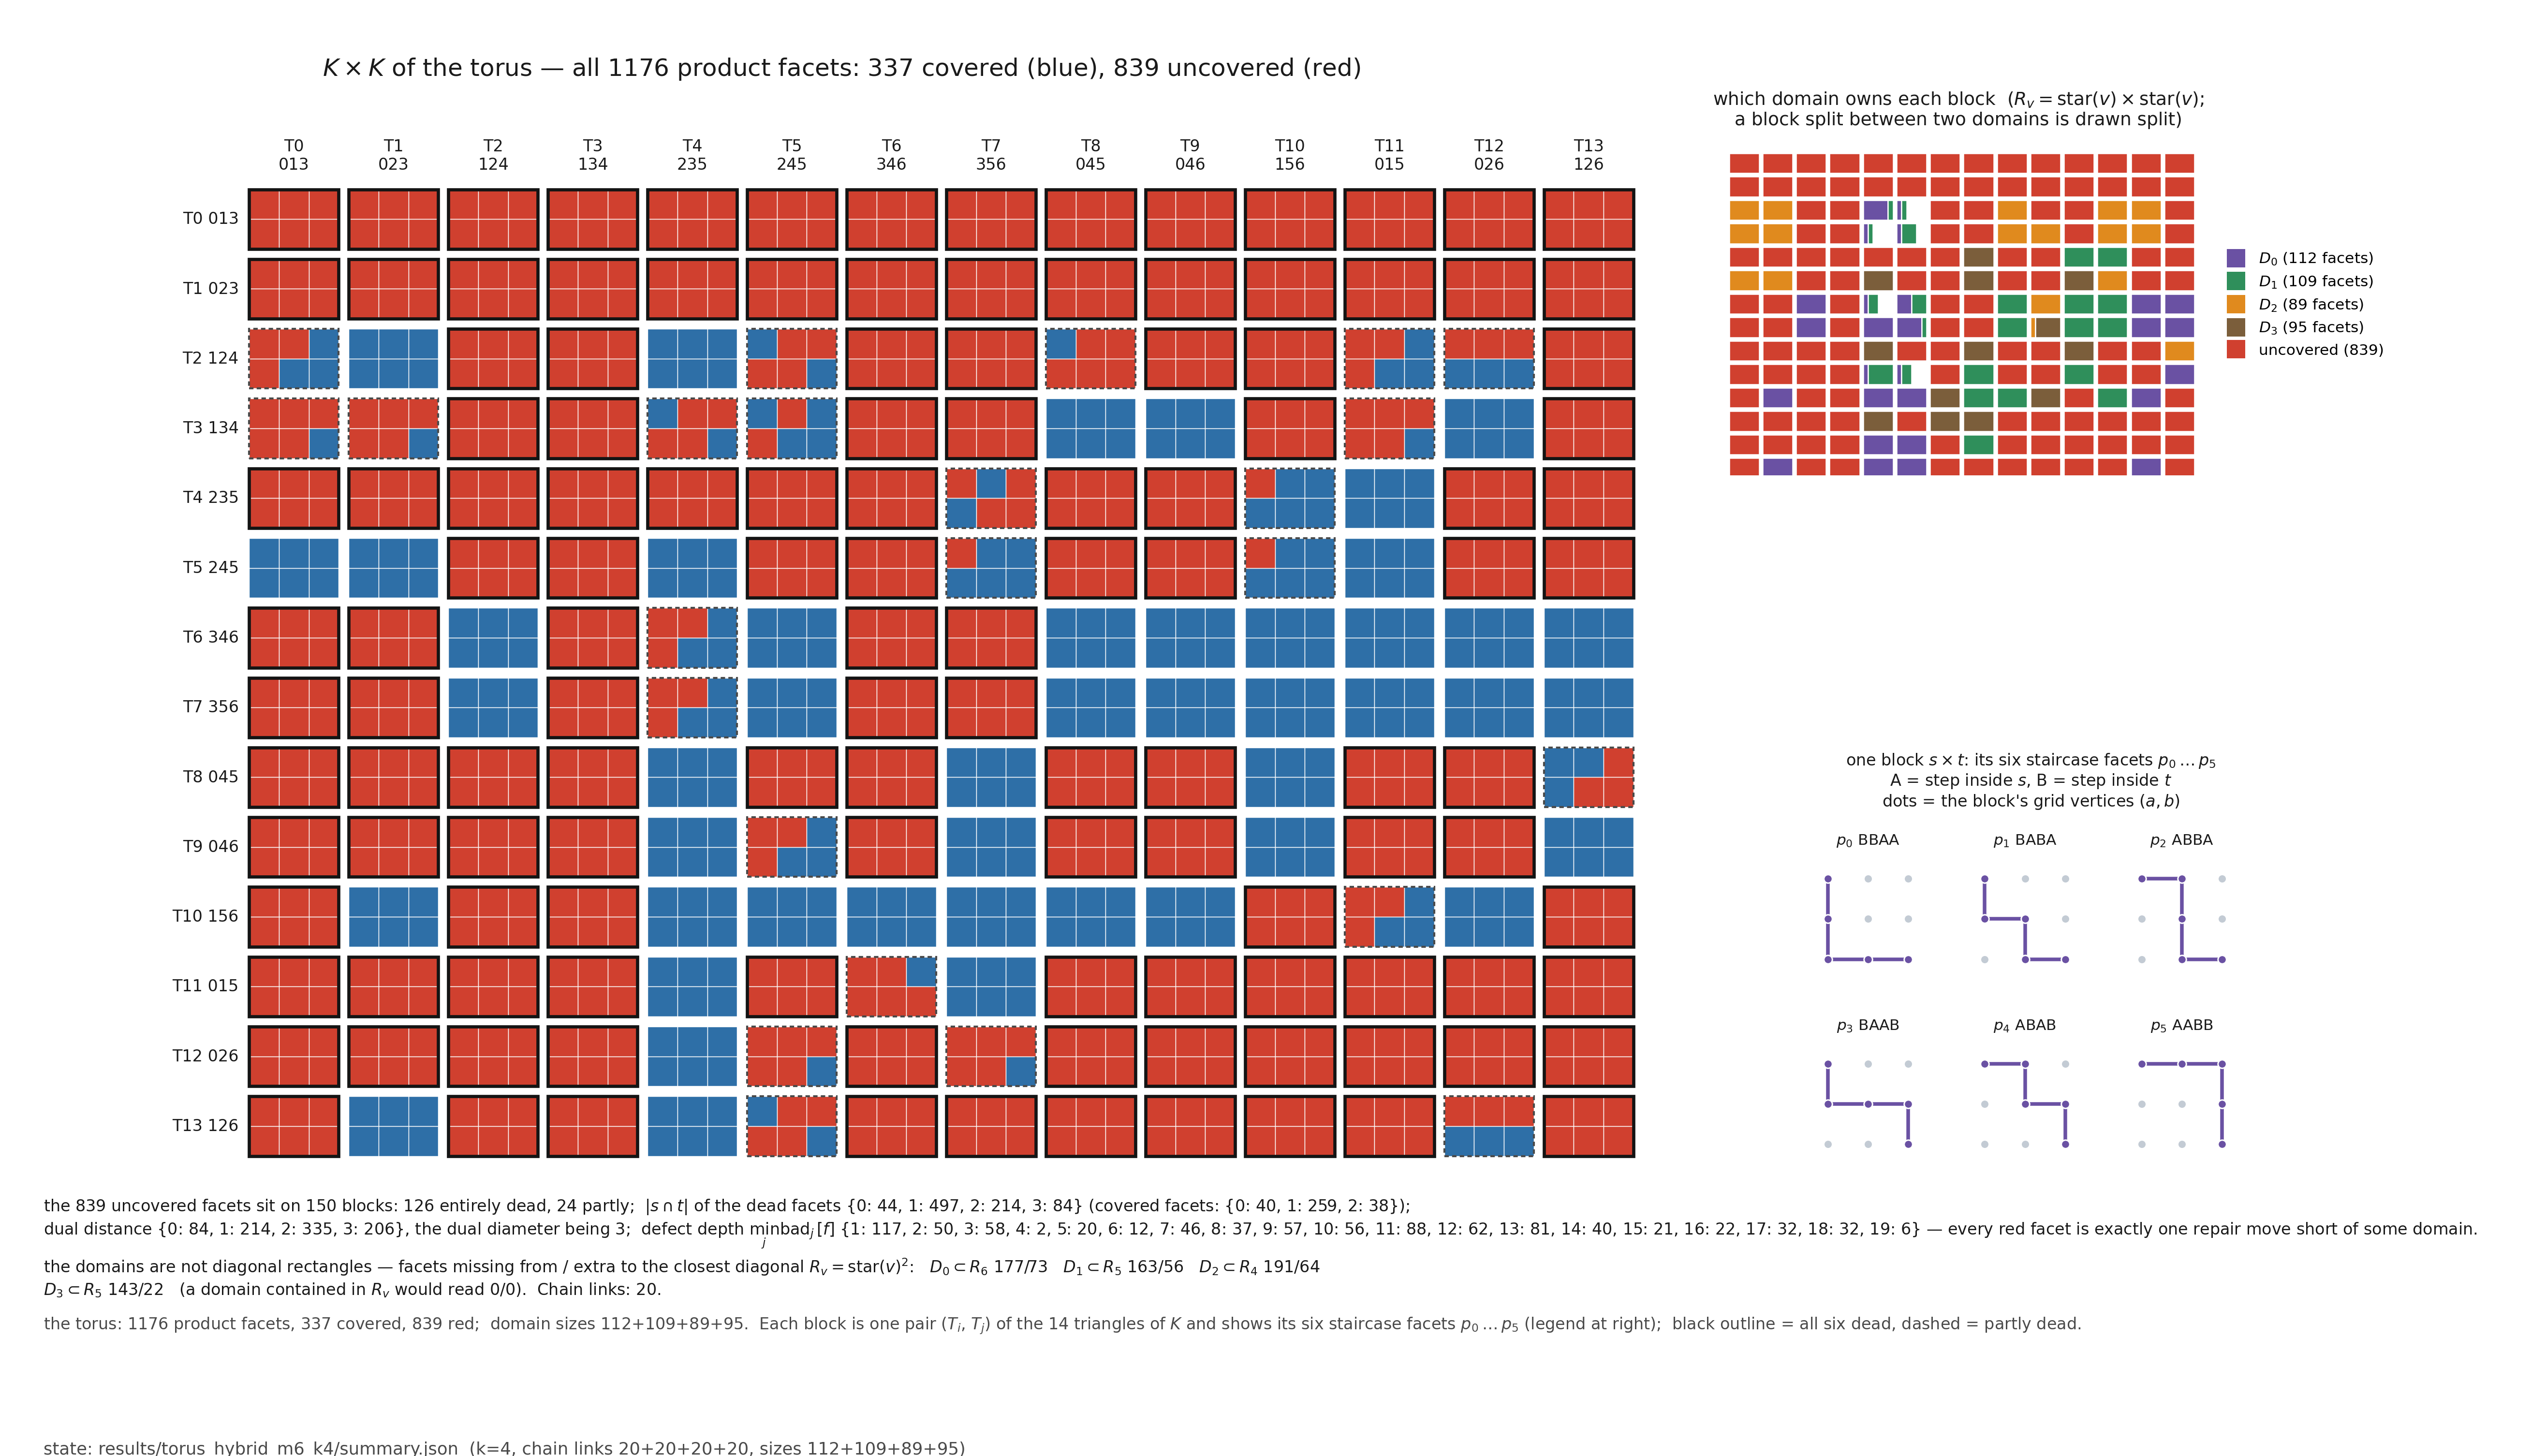 K × K of the torus — all 1176 product facets: 337 covered (blue), 839 uncovered (red)
which domain owns each block (Rᵥ = star(v) × star(v);
a block split between two domains is drawn split)
T0 T1 T2 T3 T4 T5 T6 T7 T8 T9 T10 T11 T12 T13
013 023 124 134 235 245 346 356 045 046 156 015 026 126
T0 013
T1 023
T2 124
T3 134
T4 235
T5 245
T6 346
T7 356
T8 045
T9 046
T10 156
T11 015
T12 026
T13 126
D₀ (112 facets)
D₁ (109 facets)
D₂ (89 facets)
D₃ (95 facets)
uncovered (839)
one block s × t: its six staircase facets p₀ … p₅
A = step inside s, B = step inside t
dots = the block's grid vertices (a, b)
p₀ BBAA p₁ BABA p₂ ABBA
p₃ BAAB p₄ ABAB p₅ AABB
the 839 uncovered facets sit on 150 blocks: 126 entirely dead, 24 partly; |s ∩ t| of the dead facets {0: 44, 1: 497, 2: 214, 3: 84} (covered facets: {0: 40, 1: 259, 2: 38});
dual distance {0: 84, 1: 214, 2: 335, 3: 206}, the dual diameter being 3; defect depth minⱼ badⱼ [f] {1: 117, 2: 50, 3: 58, 4: 2, 5: 20, 6: 12, 7: 46, 8: 37, 9: 57, 10: 56, 11: 88, 12: 62, 13: 81, 14: 40, 15: 21, 16: 22, 17: 32, 18: 32, 19: 6} — every red facet is exactly one repair move short of some domain.
the domains are not diagonal rectangles — facets missing from / extra to the closest diagonal Rᵥ = star(v)²: D₀ ⊂ R₆ 177/73 D₁ ⊂ R₅ 163/56 D₂ ⊂ R₄ 191/64
D₃ ⊂ R₅ 143/22 (a domain contained in Rᵥ would read 0/0). Chain links: 20.
the torus: 1176 product facets, 337 covered, 839 red; domain sizes 112+109+89+95. Each block is one pair (Tᵢ, Tⱼ) of the 14 triangles of K and shows its six staircase facets p₀ … p₅ (legend at right); black outline = all six dead, dashed = partly dead.
state: results/torus_hybrid_m6_k4/summary.json (k=4, chain links 20+20+20+20, sizes 112+109+89+95)